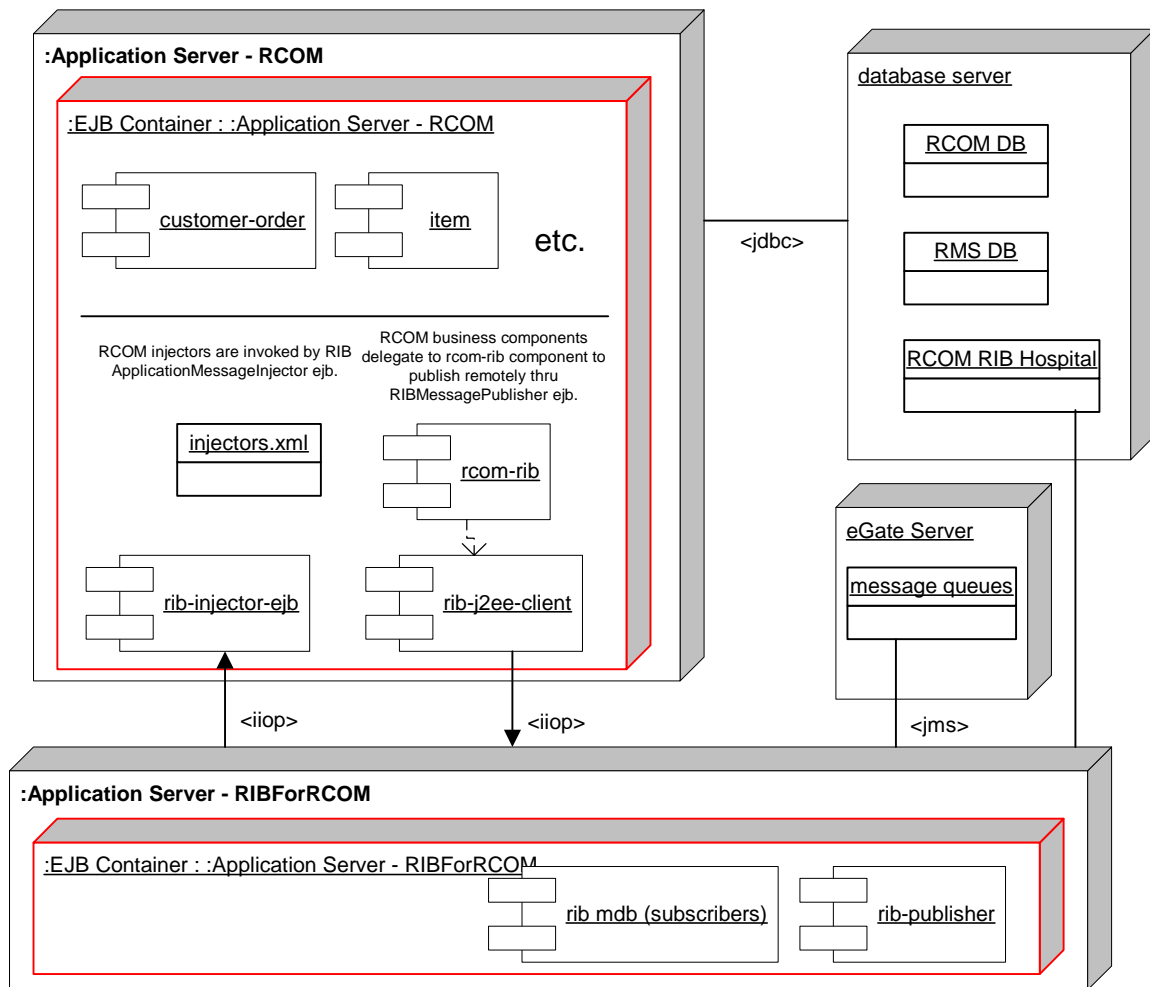 :Application Server - RCOM
:EJB Container : :Application Server - RCOM
customer-order
item
etc.
RCOM injectors are invoked by RIB
ApplicationMessageInjector ejb.
RCOM business components
delegate to rcom-rib component to
publish remotely thru
RIBMessagePublisher ejb.
injectors.xml
rcom-rib
rib-injector-ejb
rib-j2ee-client
<jdbc>
database server
RCOM DB
RMS DB
RCOM RIB Hospital
eGate Server
message queues
<iiop>
<iiop>
<jms>
:Application Server - RIBForRCOM
:EJB Container : :Application Server - RIBForRCOM
rib mdb (subscribers)
rib-publisher